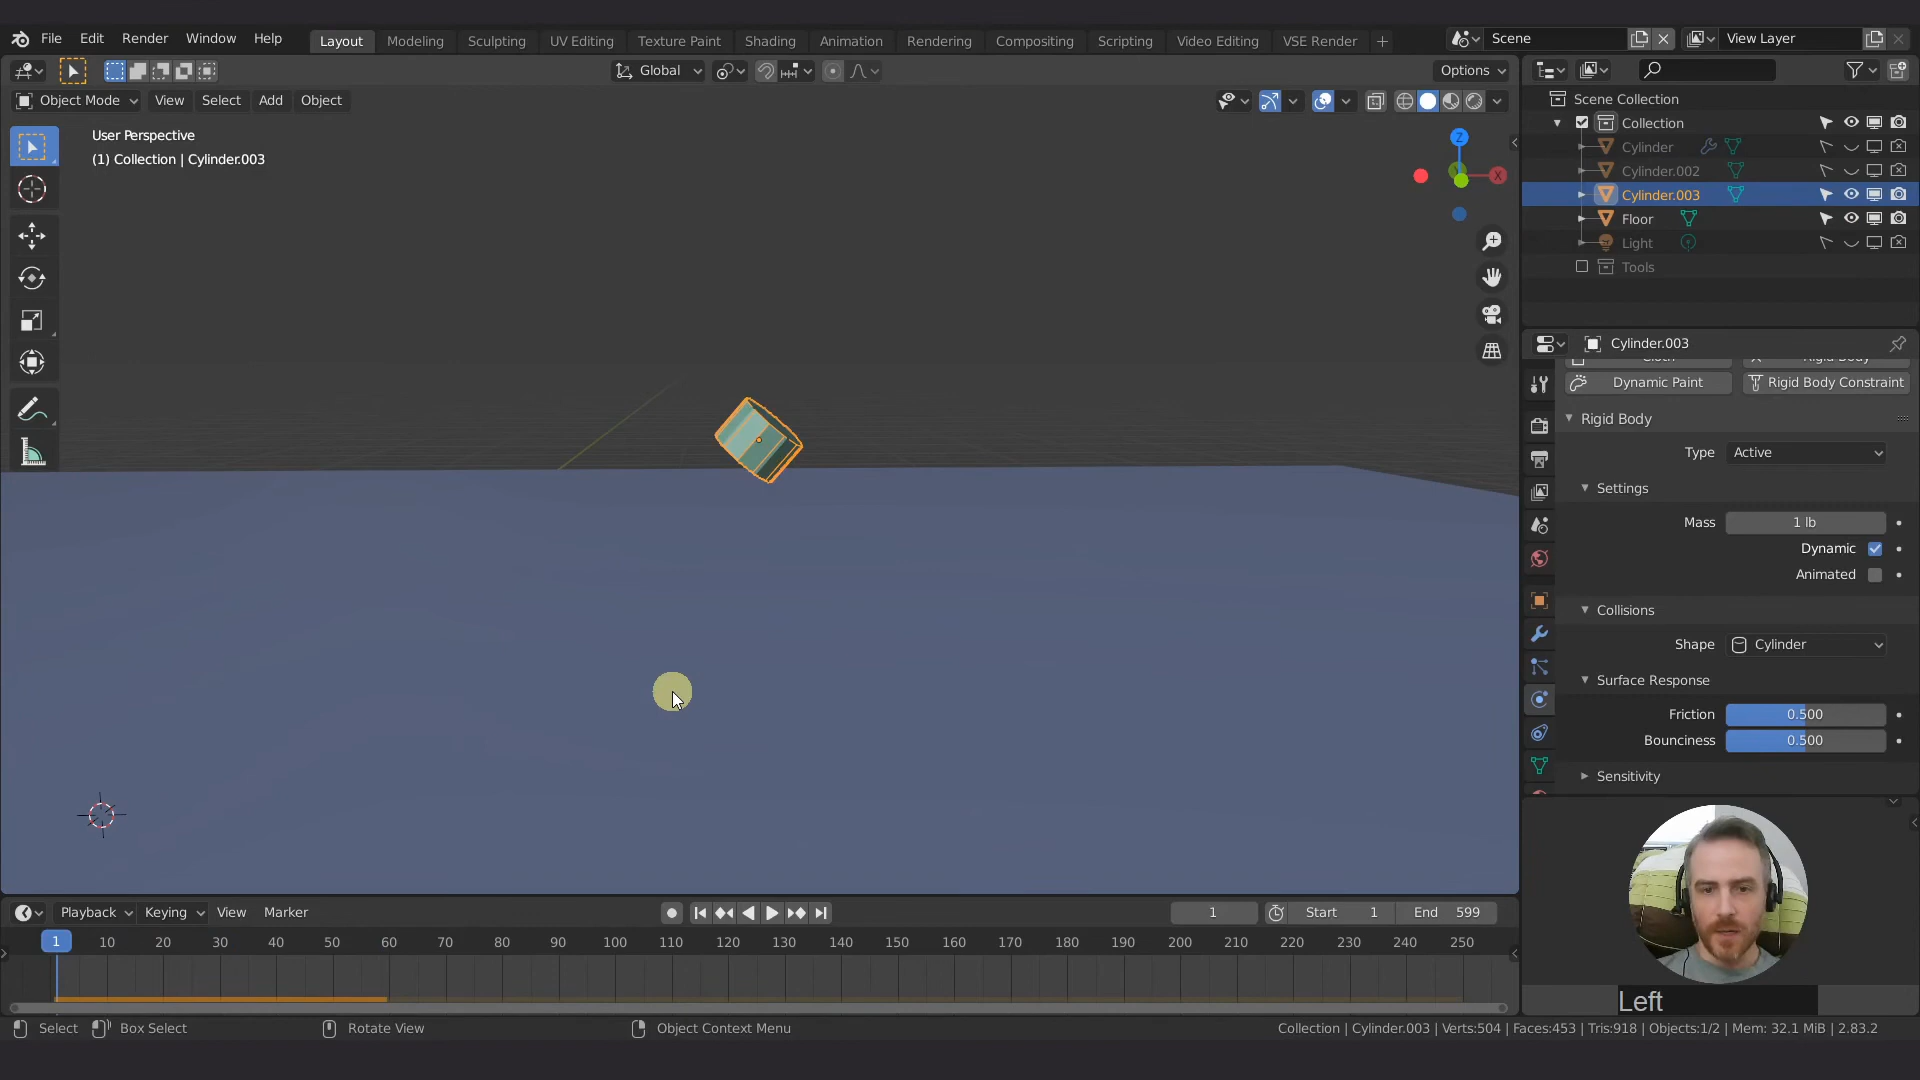 File Edit Render Window Help Layout Modeling Sculpting UV Editing Texture Paint Shading Animation Rendering Compositing Scripting Video Editing VSE Render + Scene View Layer
Global Options
Object Mode View Select Add Object
User Perspective
(1) Collection | Cylinder.003
Z
X
Scene Collection
Collection
Cylinder
Cylinder.002
Cylinder.003
Floor
Light
Tools
Cylinder.003
Cloth Rigid Body
Dynamic Paint Rigid Body Constraint
Rigid Body
Type Active
Settings
Mass 1 lb
Dynamic
Animated
Collisions
Shape Cylinder
Surface Response
Friction 0.500
Bounciness 0.500
Sensitivity
Playback Keying View Marker 1 Start 1 End 599
1 10 20 30 40 50 60 70 80 90 100 110 120 130 140 150 160 170 180 190 200 210 220 230 240 250
Left
Select Box Select Rotate View Object Context Menu Collection | Cylinder.003 | Verts:504 | Faces:453 | Tris:918 | Objects:1/2 | Mem: 32.1 MiB | 2.83.2